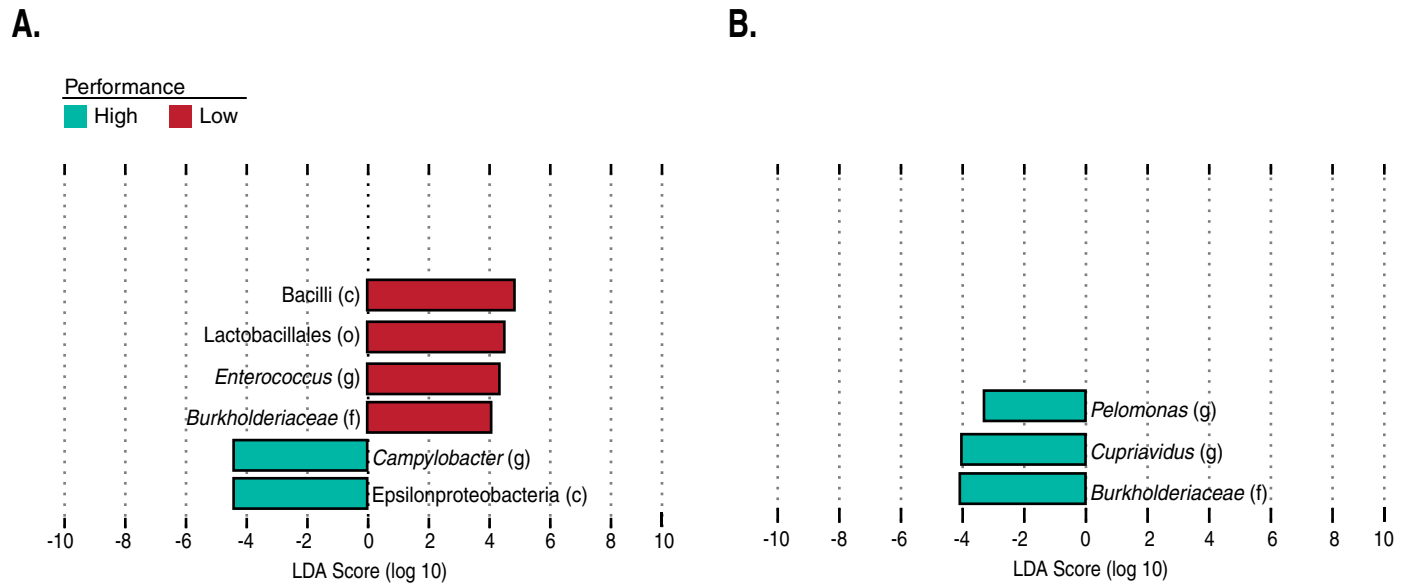 A.
B.
Performance
High Low
Bacilli (c)
Lactobacillales (o)
Enterococcus (g)
Burkholderiaceae (f)
Campylobacter (g)
Epsilonproteobacteria (c)
-10 -8 -6 -4 -2 0 2 4 6 8 10
LDA Score (log 10)
Pelomonas (g)
Cupriavidus (g)
Burkholderiaceae (f)
-10 -8 -6 -4 -2 0 2 4 6 8 10
LDA Score (log 10)